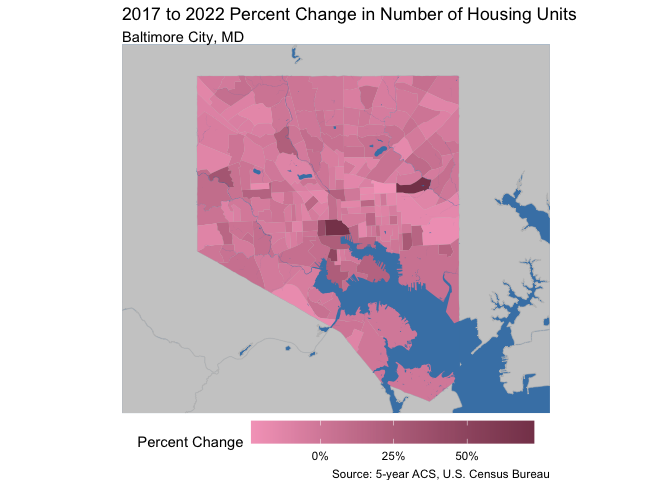 2017 to 2022 Percent Change in Number of Housing Units
Baltimore City, MD
Percent Change
0%
25%
50%
Source: 5-year ACS, U.S. Census Bureau